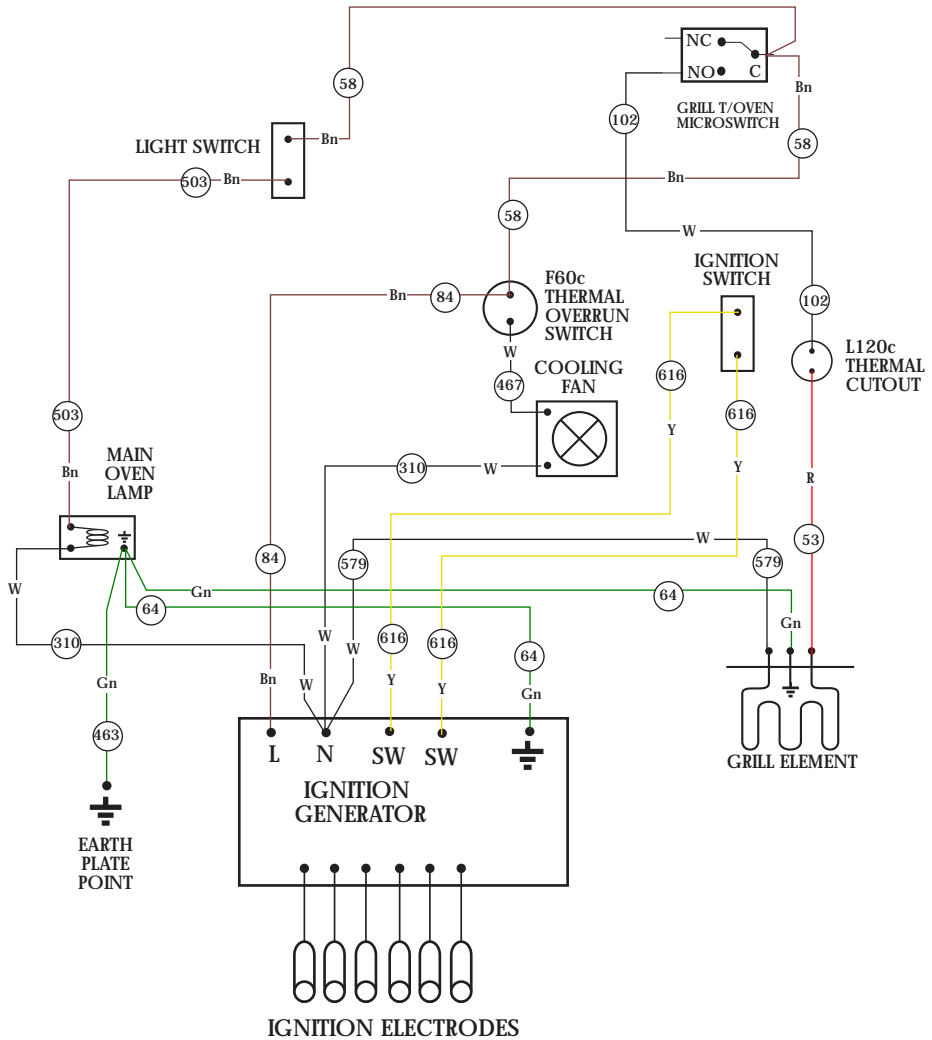 NC
NO
C
GRILL T/OVEN
MICROSWITCH
58
Bn
Bn
58
102
LIGHT SWITCH
503
Bn
Bn
58
W
F60c
THERMAL
OVERRUN
SWITCH
Bn
84
IGNITION
SWITCH
102
L120c
THERMAL
CUTOUT
W
467
COOLING
FAN
616
616
503
Y
Y
MAIN
OVEN
LAMP
Bn
310
W
R
W
53
84
579
579
W
Gn
64
64
Gn
310
W
W
W
616
616
64
Bn
Y
Y
Gn
Gn
463
L
N
SW
SW
IGNITION
GENERATOR
GRILL ELEMENT
EARTH
PLATE
POINT
IGNITION ELECTRODES